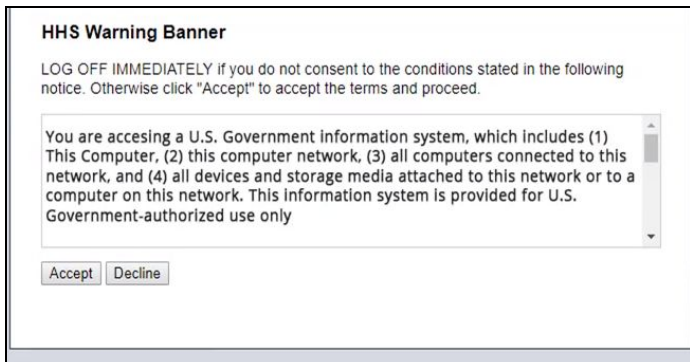 HHS Warning Banner
LOG OFF IMMEDIATELY if you do not consent to the conditions stated in the following
notice. Otherwise click "Accept" to accept the terms and proceed.
You are accesing a U.S. Government information system, which includes (1)
This Computer, (2) this computer network, (3) all computers connected to this
network, and (4) all devices and storage media attached to this network or to a
computer on this network. This information system is provided for U.S.
Government-authorized use only
Accept Decline